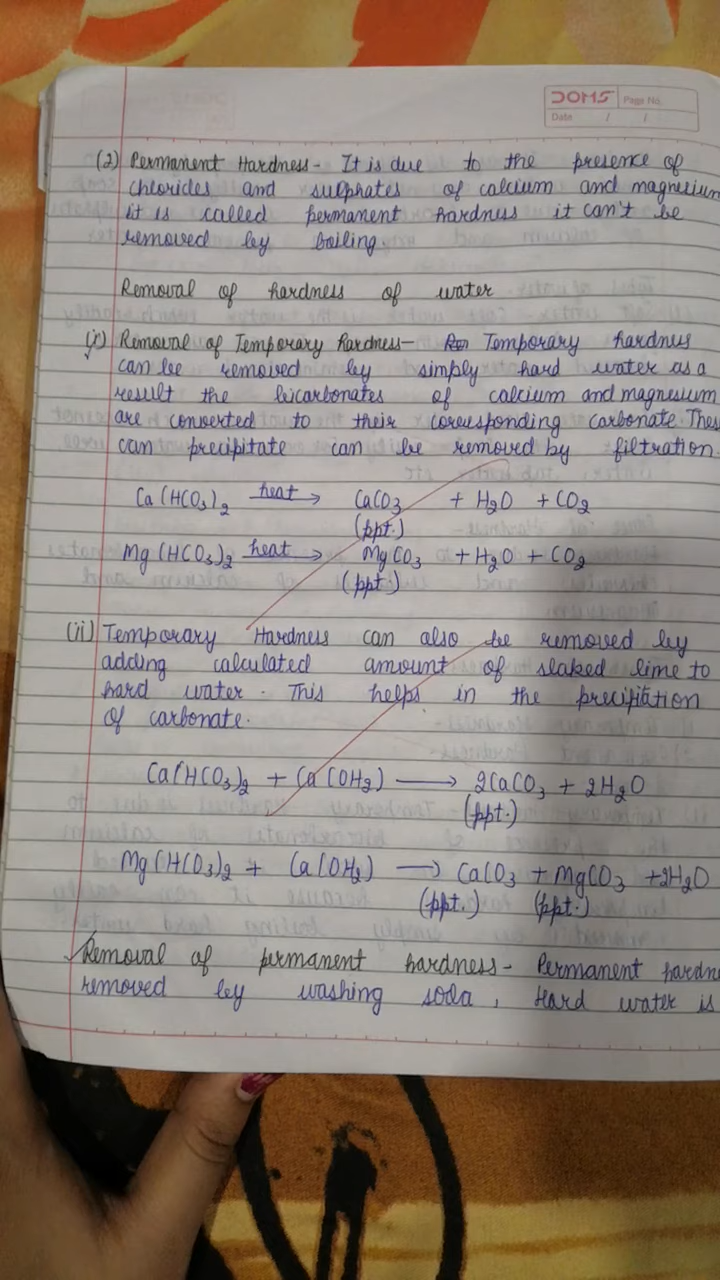 DOMS Page No.
Date / /
(2) Permanent Hardness - It is due to the presence of
chlorides and sulphates of calcium and magnesium
it is called permanent hardness it can't be
removed by boiling
Removal of hardness of water
(i) Removal of Temporary Hardness- Temporary hardness
can be removed by simply hard water as a
result the bicarbonates of calcium and magnesium
are converted to their corresponding carbonate. Thes
can precipitate can be removed by filtration.
Ca(HCO3)2 heat → CaCO3 + H2O + CO2
(ppt.)
Mg(HCO3)2 heat → MgCO3 + H2O + CO2
(ppt)
(ii) Temporary Hardness can also be removed by
adding calculated amount of slaked lime to
hard water. This helps in the
of carbonate.
Ca(HCO3)2 + Ca(OH2) → 2CaCO3 + 2H2O
(ppt.)
Mg(HCO3)2 + Ca(OH2) → CaCO3 + MgCO3 + 2H2O
(ppt.) (ppt.)
Removal of permanent hardness - Permanent hardne
removed by washing soda, Hard water is